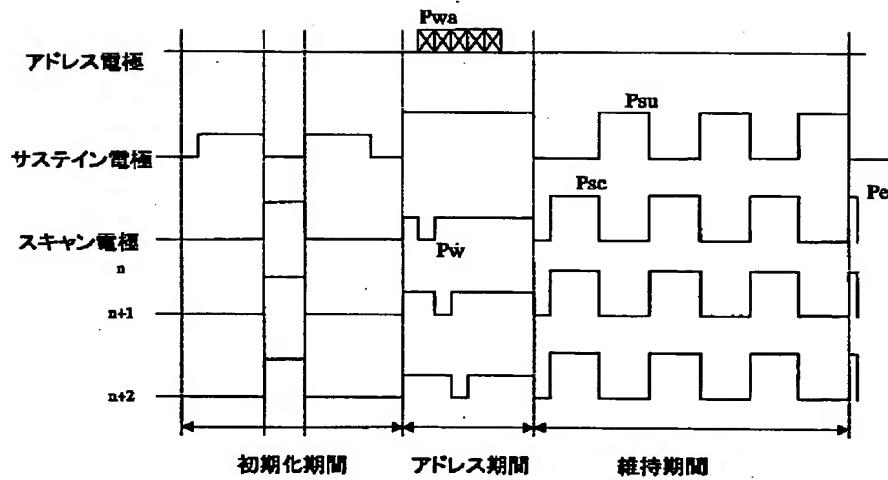 Pwa
アドレス電極
Psu
サステイン電極
Psc
Pe
スキャン電極
Pw
n
n+1
n+2
初期化期間
アドレス期間
維持期間